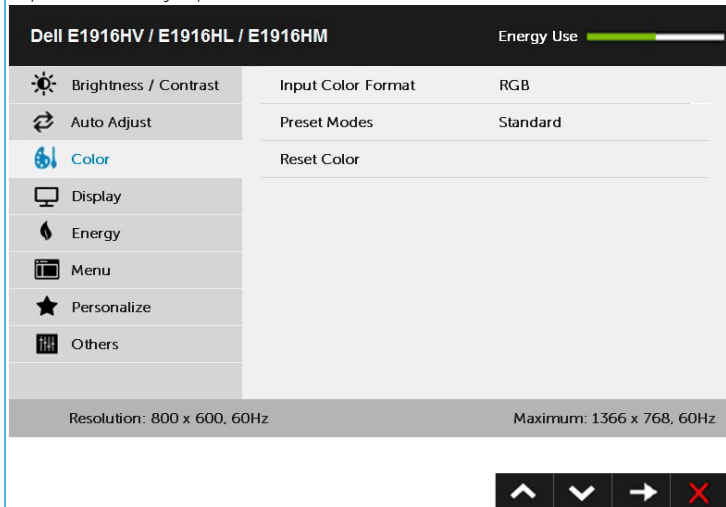 Dell E1916HV / E1916HL / E1916HM Energy Use
Brightness / Contrast Input Color Format RGB
Auto Adjust Preset Modes Standard
Color Reset Color
Display
Energy
Menu
Personalize
Others
Resolution: 800 x 600, 60Hz Maximum: 1366 x 768, 60Hz